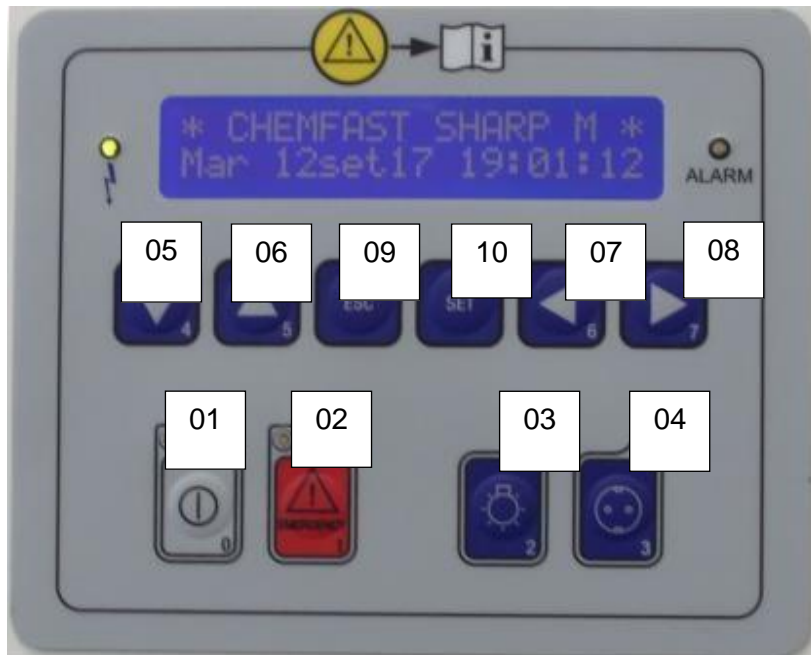 i
* CHEMFAST SHARP M *
Mar 12set17 19:01:12
ALARM
05 06 09 10 07 08
4 5 ESC SET 6 7
01 02 03 04
EMERGENCY
0 1 2 3